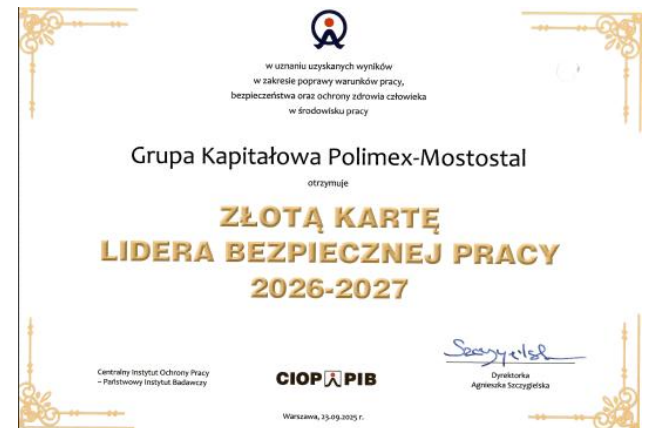 w uznaniu uzyskanych wyników
w zakresie poprawy warunków pracy,
bezpieczeństwa oraz ochrony zdrowia człowieka
w środowisku pracy
Grupa Kapitałowa Polimex-Mostostal
otrzymuje
ZŁOTĄ KARTĘ
LIDERA BEZPIECZNEJ PRACY
2026-2027
Centralny Instytut Ochrony Pracy
– Państwowy Instytut Badawczy
CIOP PIB
Dyrektorka
Agnieszka Szczygielska
Warszawa, 23.09.2025 r.